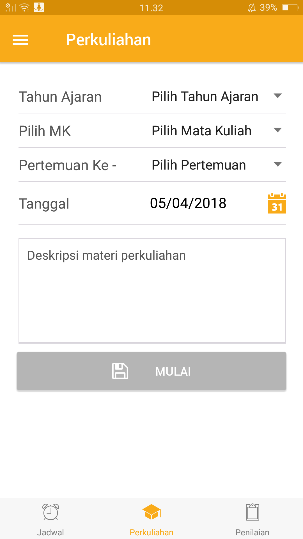 11.32
39%
Perkuliahan
Tahun Ajaran Pilih Tahun Ajaran
Pilih MK Pilih Mata Kuliah
Pertemuan Ke - Pilih Pertemuan
Tanggal 05/04/2018 31
Deskripsi materi perkuliahan
MULAI
Jadwal Perkuliahan Penilaian